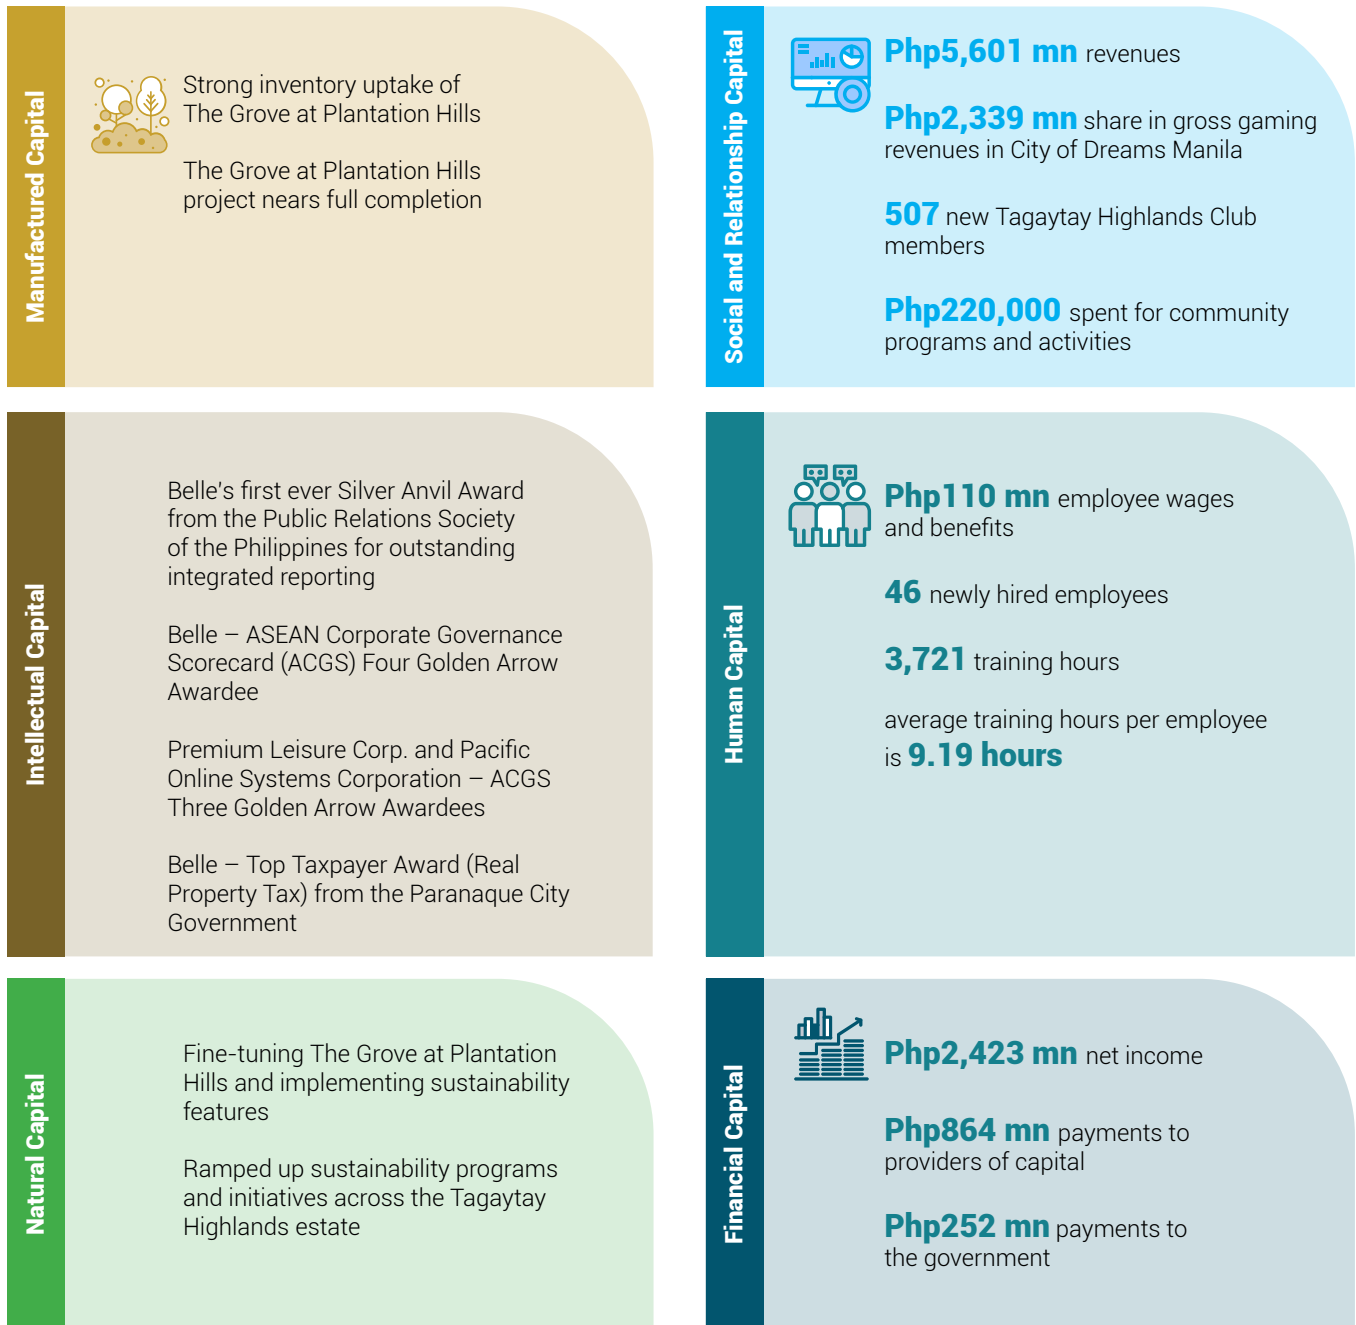 Manufactured Capital
Strong inventory uptake of
The Grove at Plantation Hills
The Grove at Plantation Hills
project nears full completion
Social and Relationship Capital
Php5,601 mn revenues
Php2,339 mn share in gross gaming
revenues in City of Dreams Manila
507 new Tagaytay Highlands Club
members
Php220,000 spent for community
programs and activities
Intellectual Capital
Belle's first ever Silver Anvil Award
from the Public Relations Society
of the Philippines for outstanding
integrated reporting
Belle – ASEAN Corporate Governance
Scorecard (ACGS) Four Golden Arrow
Awardee
Premium Leisure Corp. and Pacific
Online Systems Corporation – ACGS
Three Golden Arrow Awardees
Belle – Top Taxpayer Award (Real
Property Tax) from the Paranaque City
Government
Human Capital
Php110 mn employee wages
and benefits
46 newly hired employees
3,721 training hours
average training hours per employee
is 9.19 hours
Natural Capital
Fine-tuning The Grove at Plantation
Hills and implementing sustainability
features
Ramped up sustainability programs
and initiatives across the Tagaytay
Highlands estate
Financial Capital
Php2,423 mn net income
Php864 mn payments to
providers of capital
Php252 mn payments to
the government